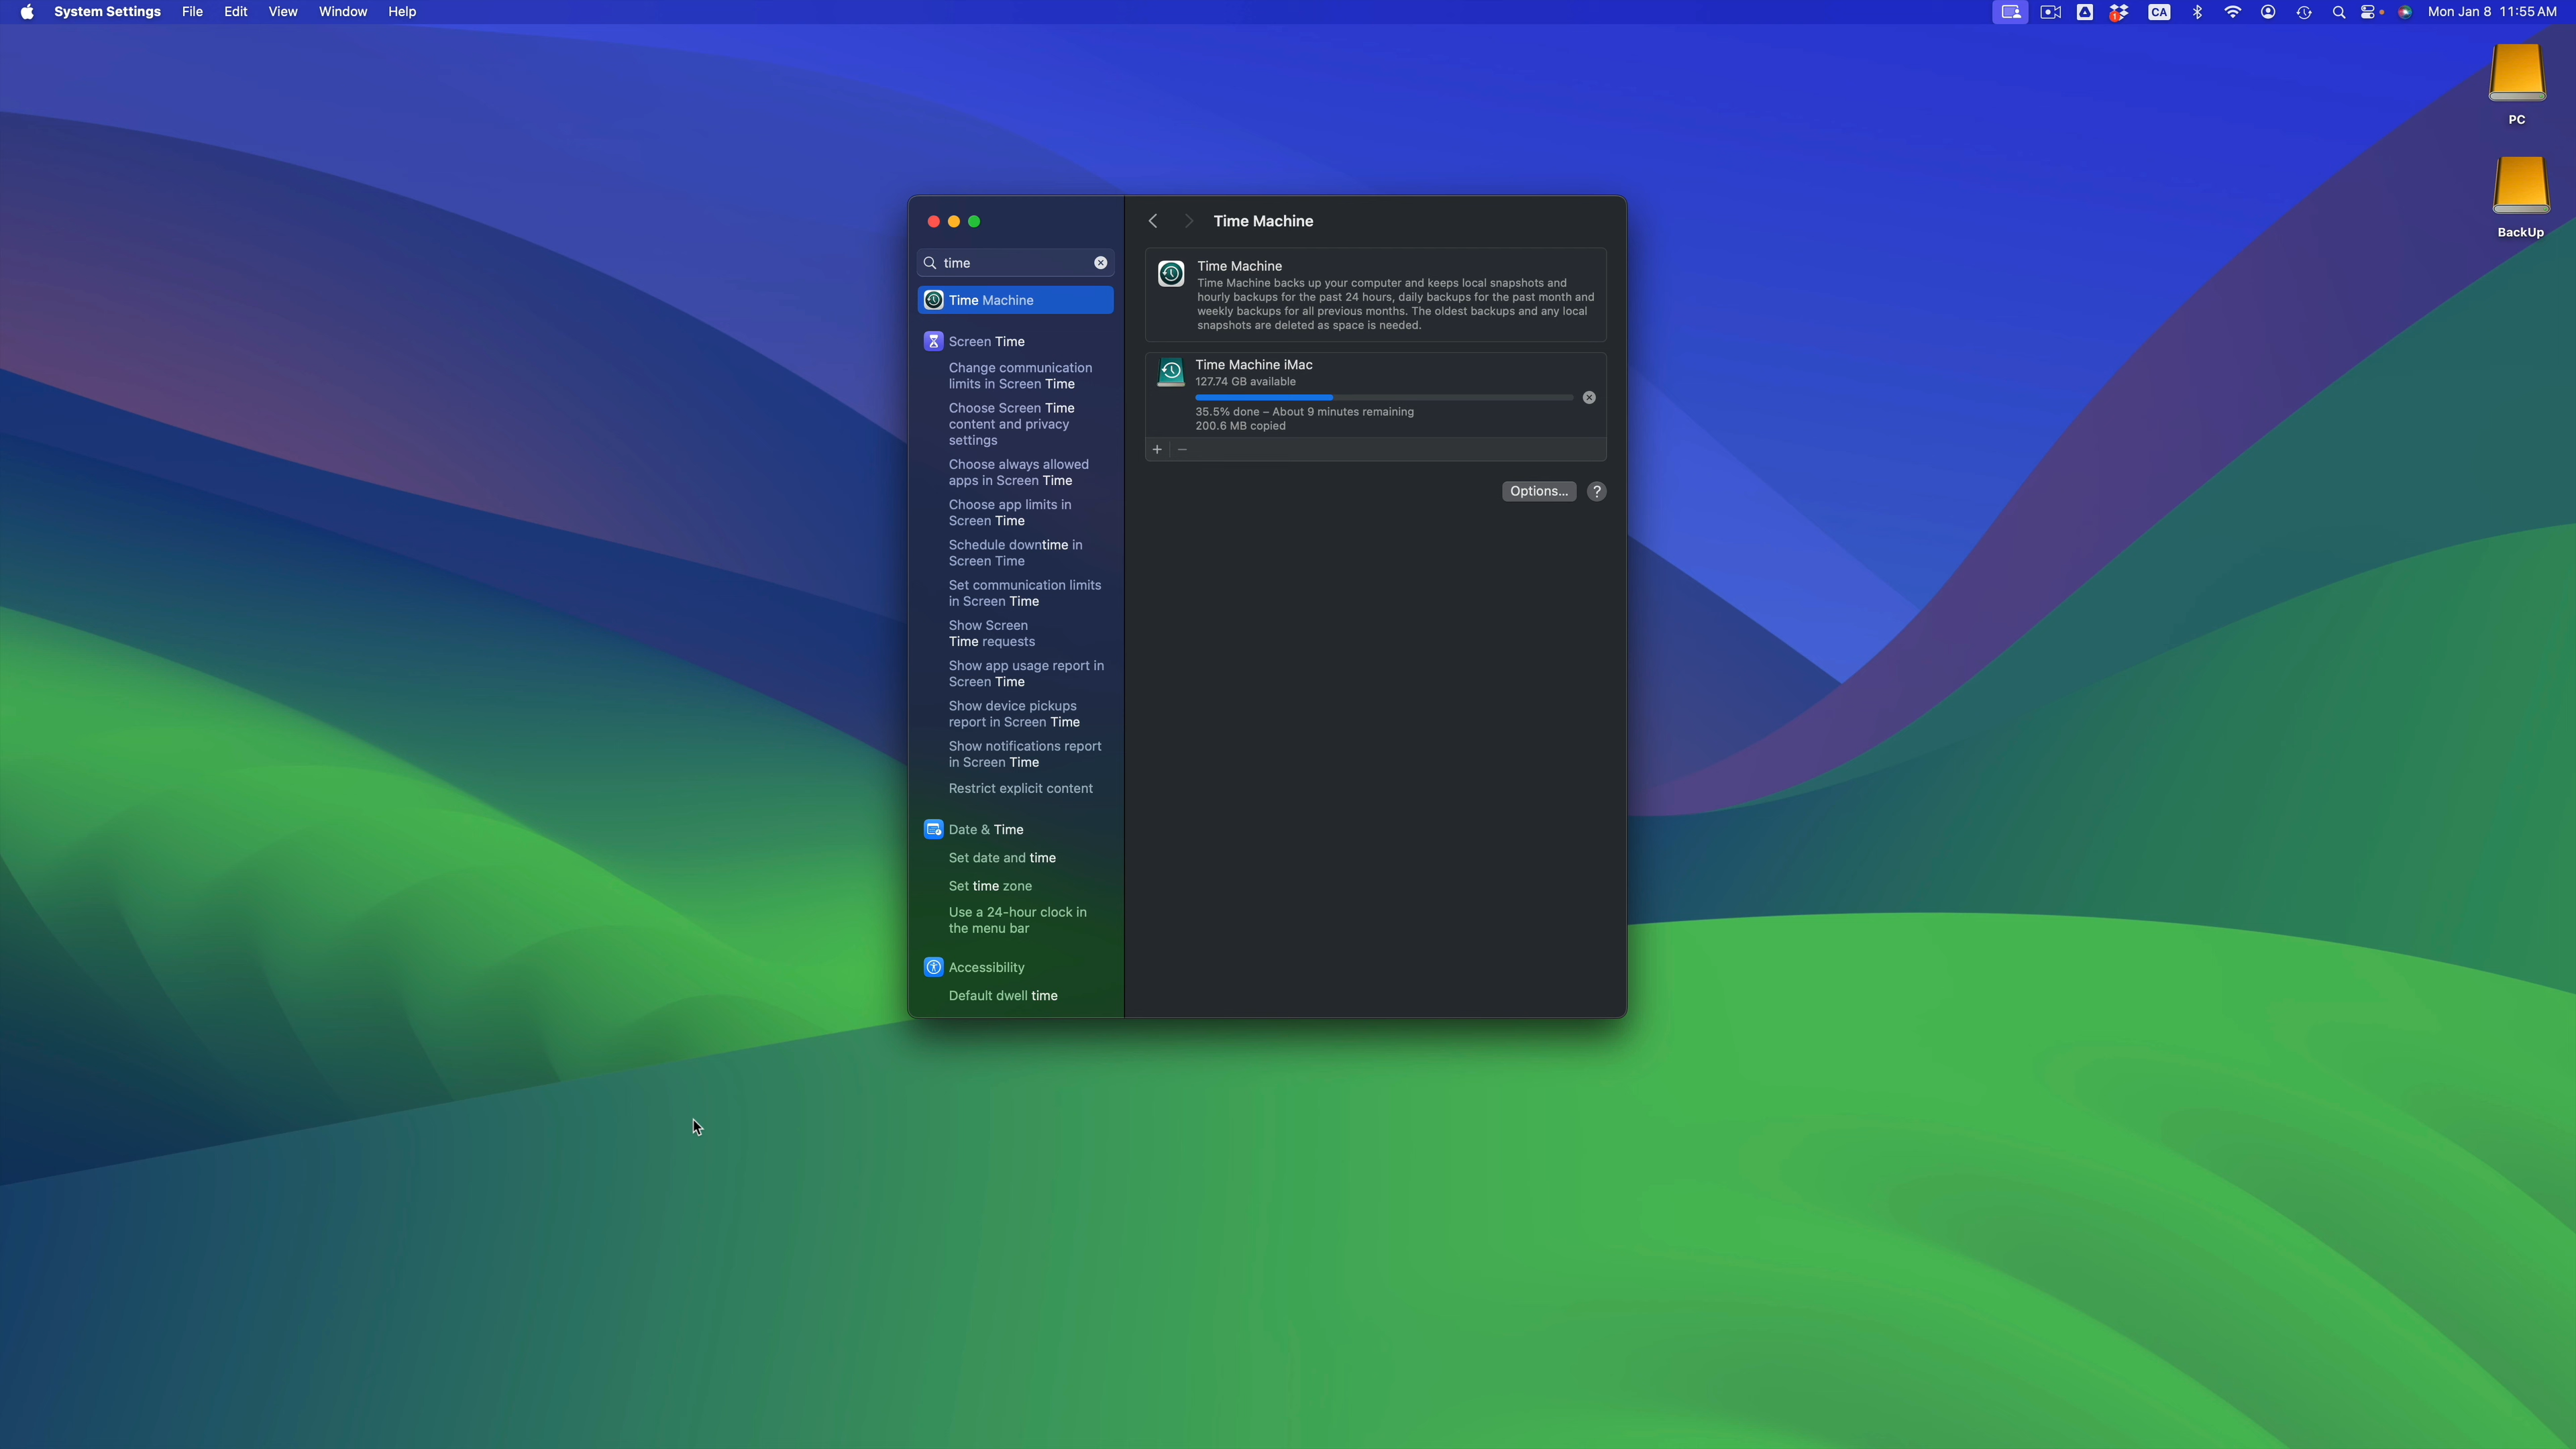 System Settings File Edit View Window Help
1 CA Mon Jan 8 11:55 AM
PC
BackUp
time
Time Machine
Screen Time
Change communication
limits in Screen Time
Choose Screen Time
content and privacy
settings
Choose always allowed
apps in Screen Time
Choose app limits in
Screen Time
Schedule downtime in
Screen Time
Set communication limits
in Screen Time
Show Screen
Time requests
Show app usage report in
Screen Time
Show device pickups
report in Screen Time
Show notifications report
in Screen Time
Restrict explicit content
Date & Time
Set date and time
Set time zone
Use a 24-hour clock in
the menu bar
Accessibility
Default dwell time
Time Machine
Time Machine
Time Machine backs up your computer and keeps local snapshots and
hourly backups for the past 24 hours, daily backups for the past month and
weekly backups for all previous months. The oldest backups and any local
snapshots are deleted as space is needed.
Time Machine iMac
127.74 GB available
35.5% done – About 9 minutes remaining
200.6 MB copied
+ −
Options... ?